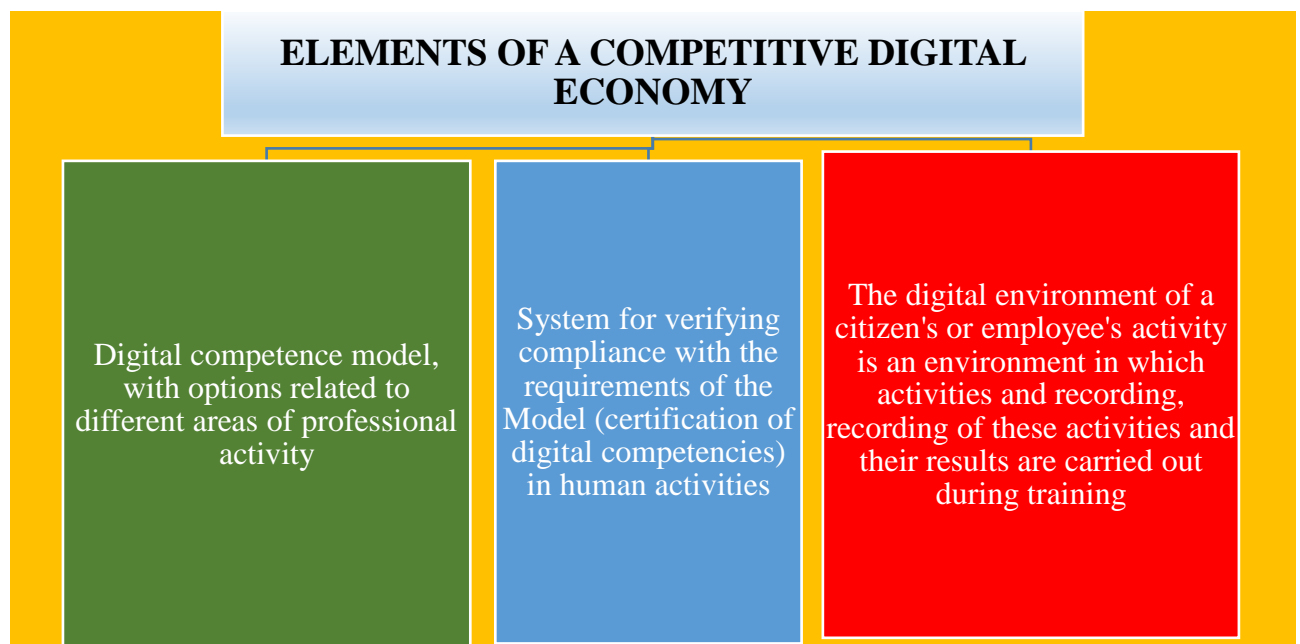 ELEMENTS OF A COMPETITIVE DIGITAL
ECONOMY
Digital competence model,
with options related to
different areas of professional
activity
System for verifying
compliance with the
requirements of the
Model (certification of
digital competencies)
in human activities
The digital environment of a
citizen's or employee's activity
is an environment in which
activities and recording,
recording of these activities and
their results are carried out
during training